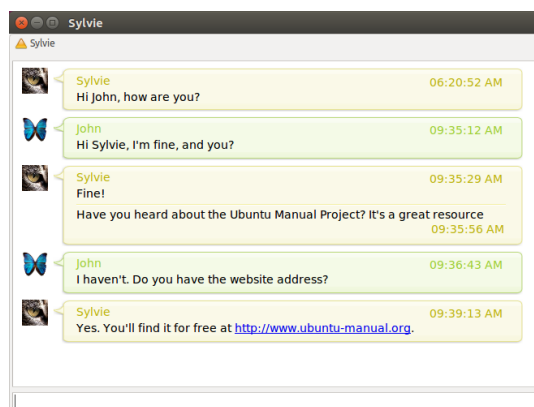 Sylvie
Sylvie
Sylvie 06:20:52 AM
Hi John, how are you?
John 09:35:12 AM
Hi Sylvie, I'm fine, and you?
Sylvie 09:35:29 AM
Fine!
Have you heard about the Ubuntu Manual Project? It's a great resource
09:35:56 AM
John 09:36:43 AM
I haven't. Do you have the website address?
Sylvie 09:39:13 AM
Yes. You'll find it for free at http://www.ubuntu-manual.org.